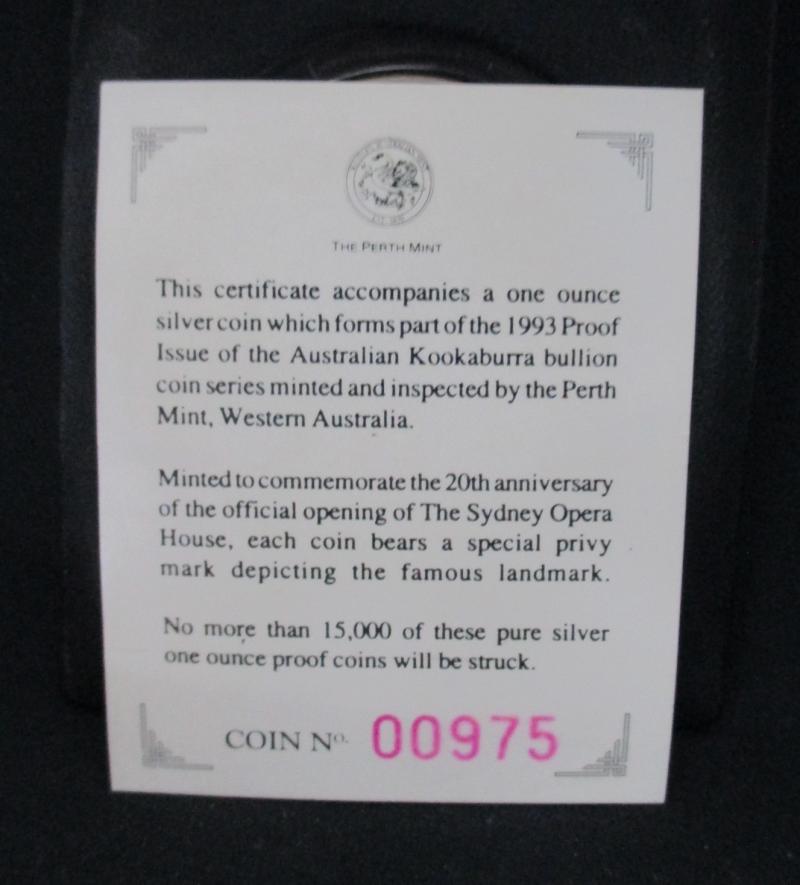 THE PERTH MINT
This certificate accompanies a one ounce
silver coin which forms part of the 1993 Proof
Issue of the Australian Kookaburra bullion
coin series minted and inspected by the Perth
Mint, Western Australia.
Minted to commemorate the 20th anniversary
of the official opening of The Sydney Opera
House, each coin bears a special privy
mark depicting the famous landmark.
No more than 15,000 of these pure silver
one ounce proof coins will be struck.
COIN No. 00975